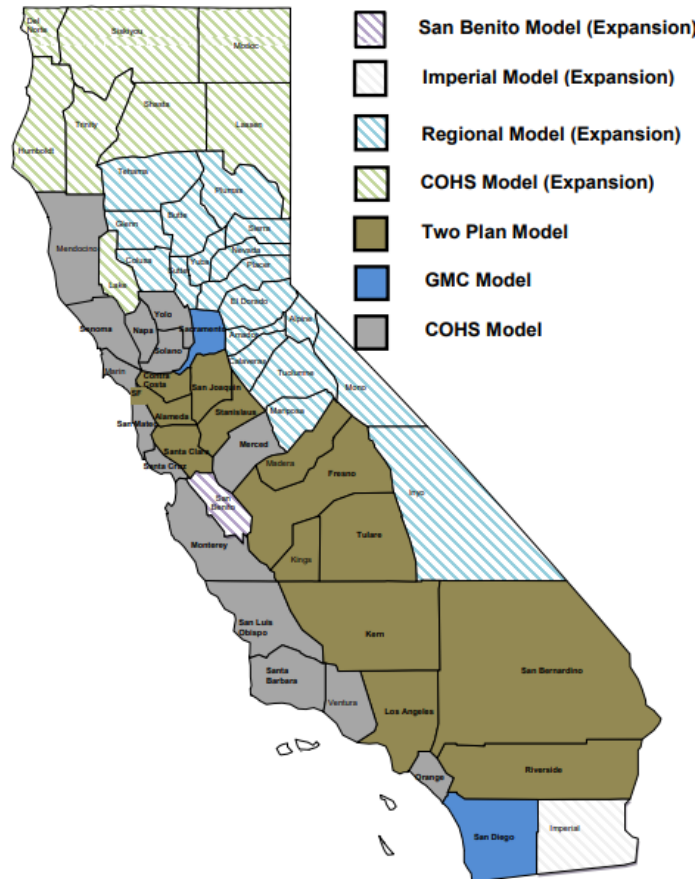 San Benito Model (Expansion)
Imperial Model (Expansion)
Regional Model (Expansion)
COHS Model (Expansion)
Two Plan Model
GMC Model
COHS Model
Del
Norte
Siskiyou
Modoc
Humboldt
Trinity
Shasta
Lassen
Tehama
Plumas
Mendocino
Glenn
Butte
Sierra
Colusa
Sutter
Yuba
Nevada
Placer
Lake
El Dorado
Sonoma
Napa
Yolo
Solano
Sacramento
Alpine
Amador
Calaveras
Marin
Contra
Costa
San Joaquin
Tuolumne
Mono
SF
Alameda
Stanislaus
Mariposa
San Mateo
Santa Clara
Merced
Santa Cruz
Madera
Fresno
Inyo
San
Benito
Monterey
Kings
Tulare
San Luis
Obispo
Kern
San Bernardino
Santa
Barbara
Ventura
Los Angeles
Orange
Riverside
San Diego
Imperial